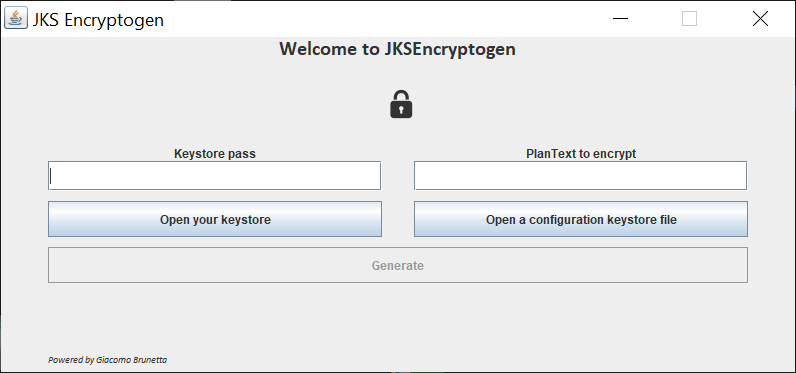 JKS Encryptogen
Welcome to JKSEncryptogen
Keystore pass
PlanText to encrypt
Open your keystore
Open a configuration keystore file
Generate
Powered by Giacomo Brunetta